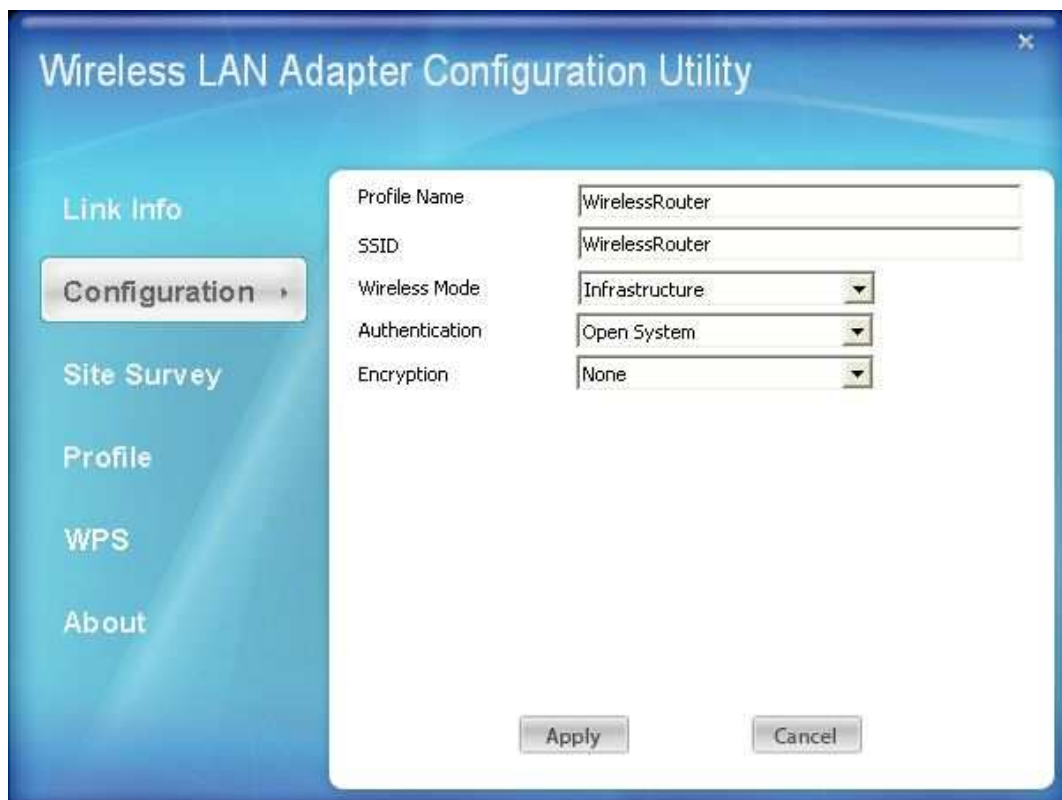 Wireless LAN Adapter Configuration Utility
Link Info
Configuration
Site Survey
Profile
WPS
About
Profile Name WirelessRouter
SSID WirelessRouter
Wireless Mode Infrastructure
Authentication Open System
Encryption None
Apply Cancel